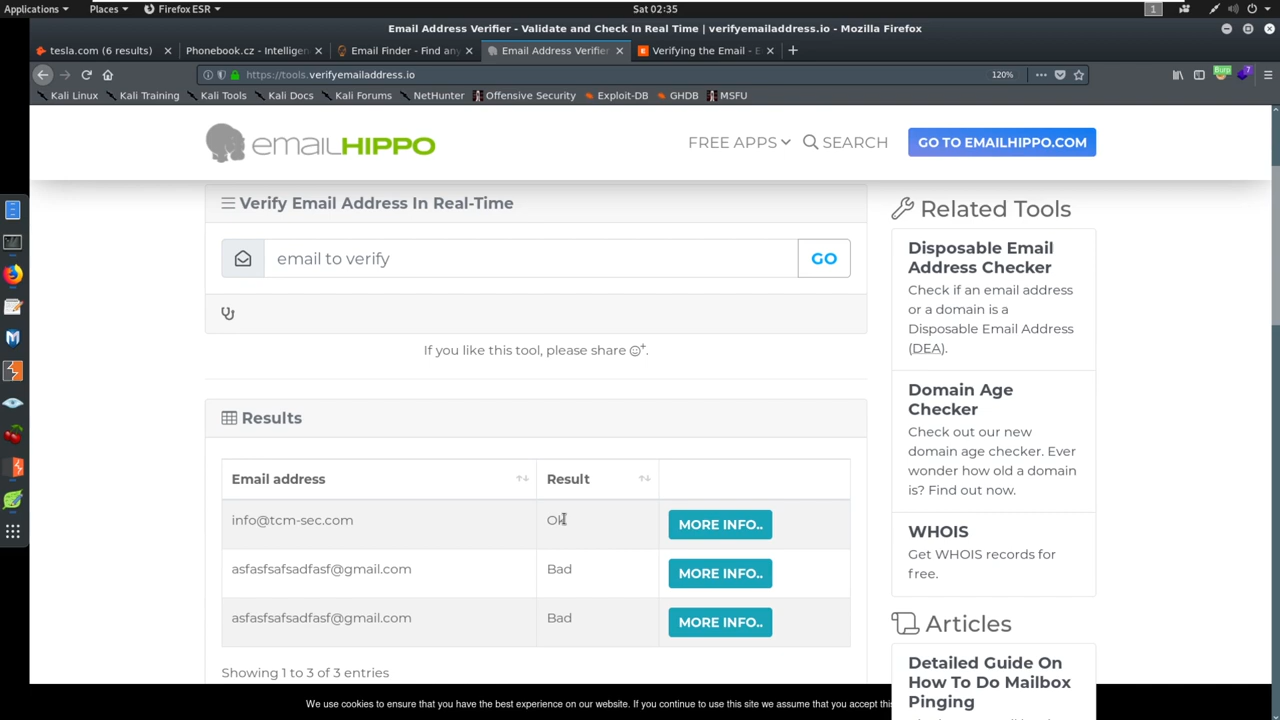 Applications
Places
Firefox ESR
Sat 02:35
1
Email Address Verifier - Validate and Check In Real Time | verifyemailaddress.io - Mozilla Firefox
tesla.com (6 results)
Phonebook.cz - Intelligen
Email Finder - Find any
Email Address Verifier
Verifying the Email - E
https://tools.verifyemailaddress.io
120%
Burp
7
Kali Linux
Kali Training
Kali Tools
Kali Docs
Kali Forums
NetHunter
Offensive Security
Exploit-DB
GHDB
MSFU
emailHIPPO
FREE APPS
SEARCH
GO TO EMAILHIPPO.COM
Verify Email Address In Real-Time
email to verify
GO
If you like this tool, please share
Results
Email address
Result
info@tcm-sec.com
Ok
MORE INFO..
asfasfsafsadfasf@gmail.com
Bad
MORE INFO..
asfasfsafsadfasf@gmail.com
Bad
MORE INFO..
Showing 1 to 3 of 3 entries
Related Tools
Disposable Email
Address Checker
Check if an email address
or a domain is a
Disposable Email Address
(DEA).
Domain Age
Checker
Check out our new
domain age checker. Ever
wonder how old a domain
is? Find out now.
WHOIS
Get WHOIS records for
free.
Articles
Detailed Guide On
How To Do Mailbox
Pinging
We use cookies to ensure that you have the best experience on our website. If you continue to use this site we assume that you accept this